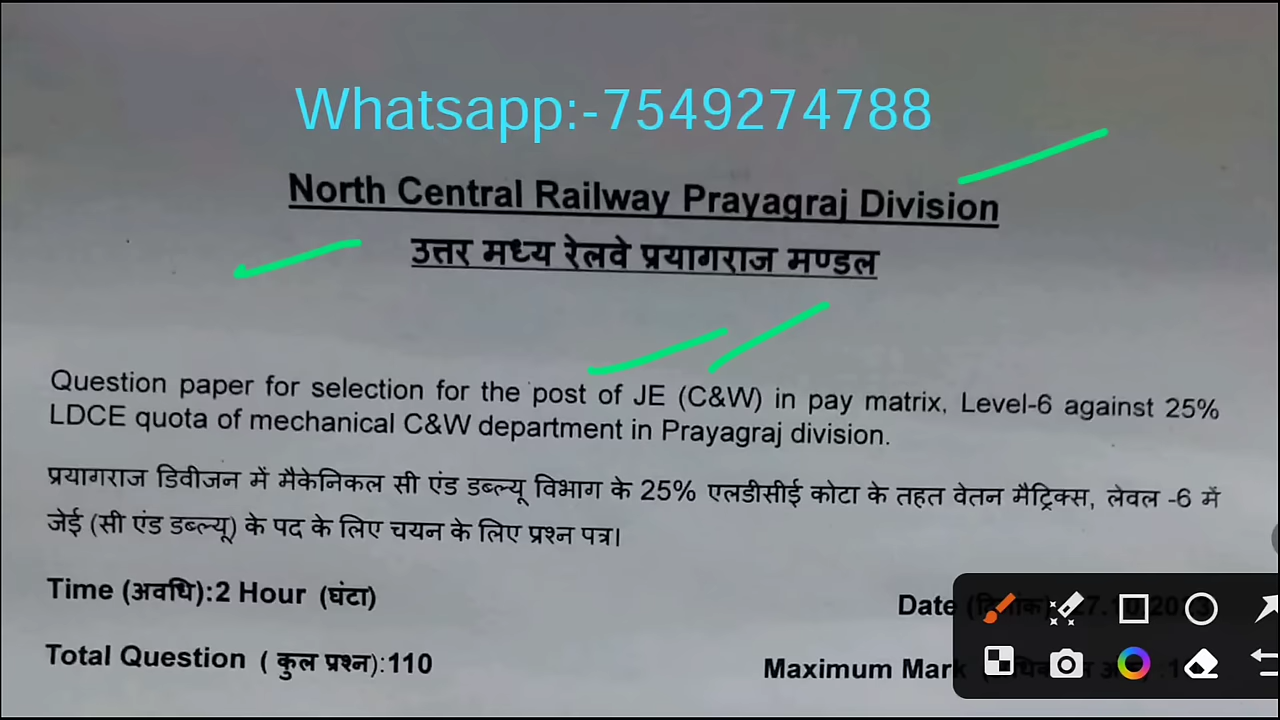 Whatsapp:-7549274788
North Central Railway Prayagraj Division
उत्तर मध्य रेलवे प्रयागराज मण्डल
Question paper for selection for the post of JE (C&W) in pay matrix, Level-6 against 25%
LDCE quota of mechanical C&W department in Prayagraj division.
प्रयागराज डिवीजन में मैकेनिकल सी एंड डब्ल्यू विभाग के 25% एलडीसीई कोटा के तहत वेतन मैट्रिक्स, लेवल -6 में
जेई (सी एंड डब्ल्यू) के पद के लिए चयन के लिए प्रश्न पत्र।
Time (अवधि):2 Hour (घंटा)
Date
Total Question ( कुल प्रश्न):110
Maximum Mark